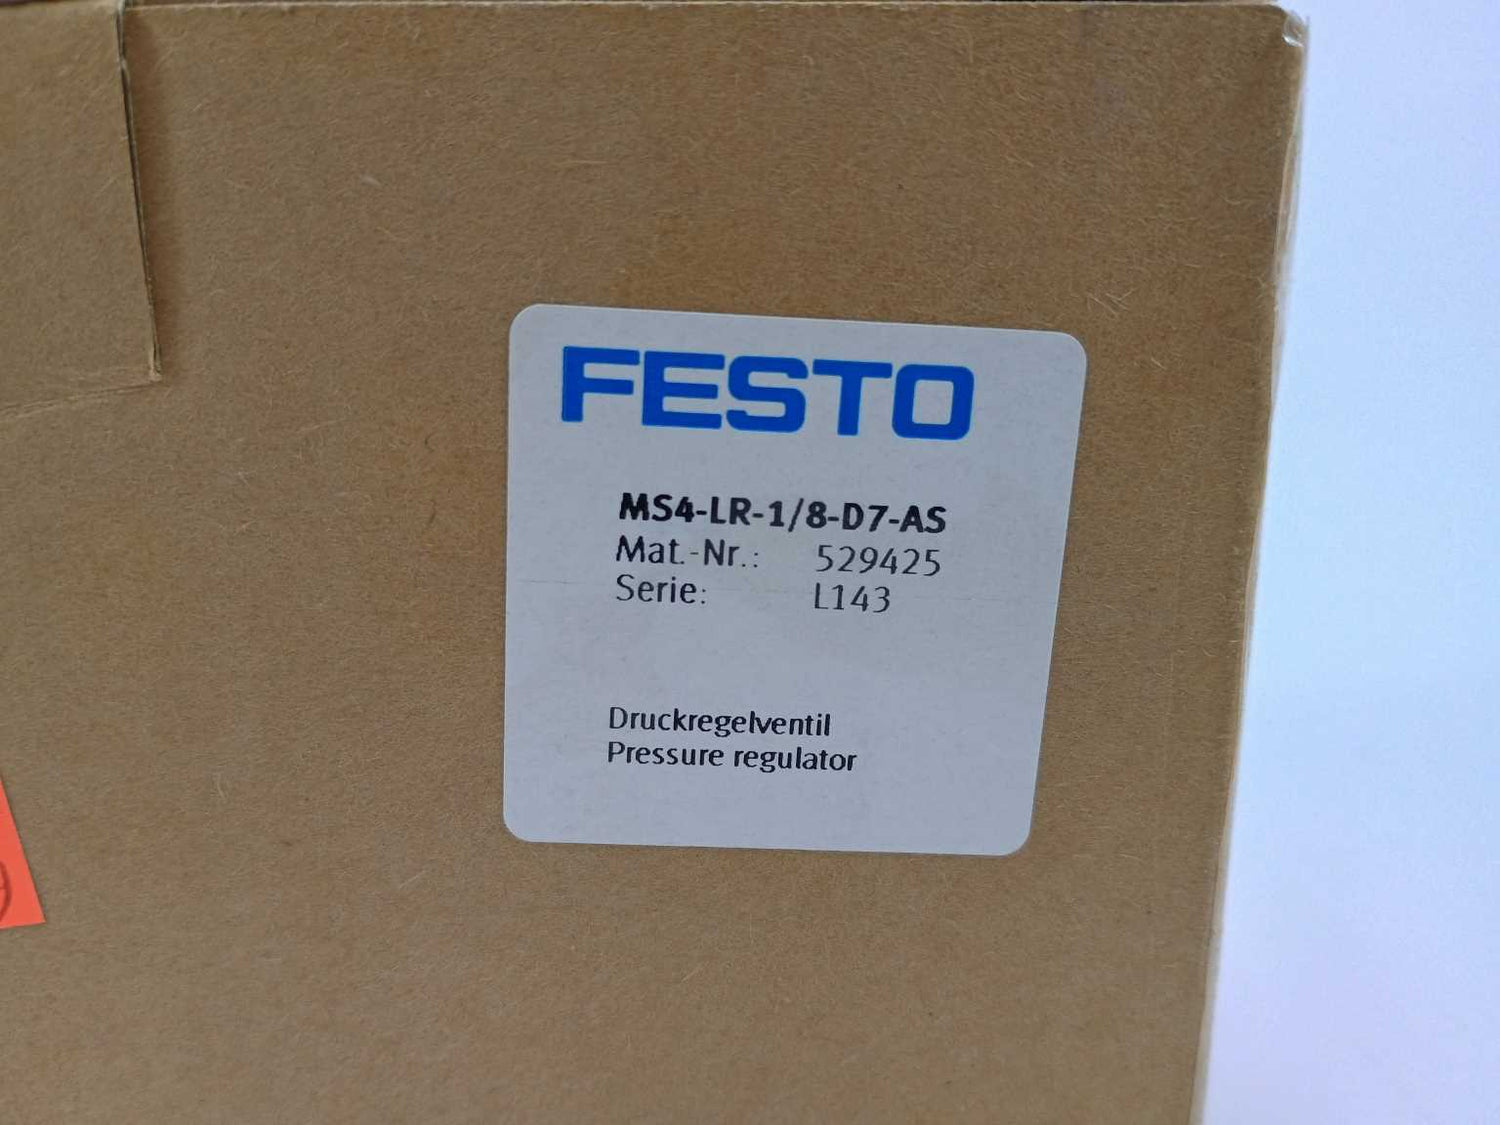 FESTO
MS4-LR-1/8-D7-AS
Mat.-Nr.: 529425
Serie: L143
Druckregelventil
Pressure regulator